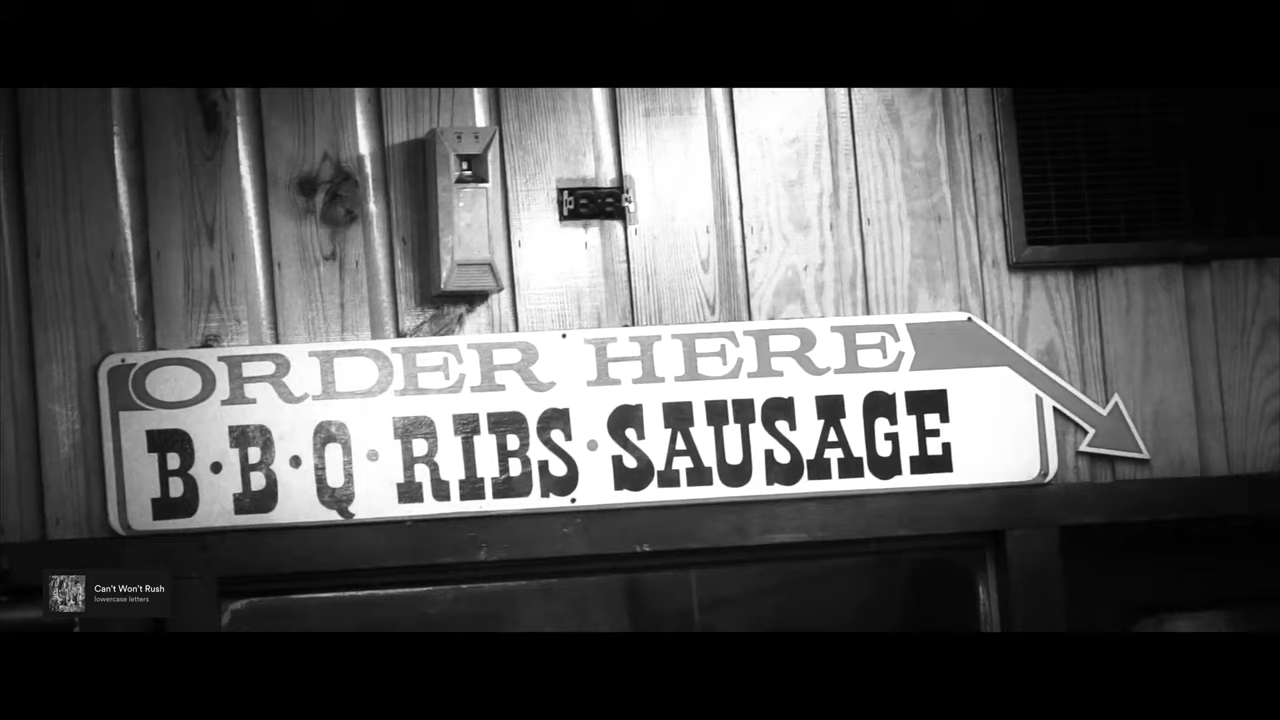 ORDER HERE
B•B•Q•RIBS•SAUSAGE
Can't Won't Rush
lowercase letters